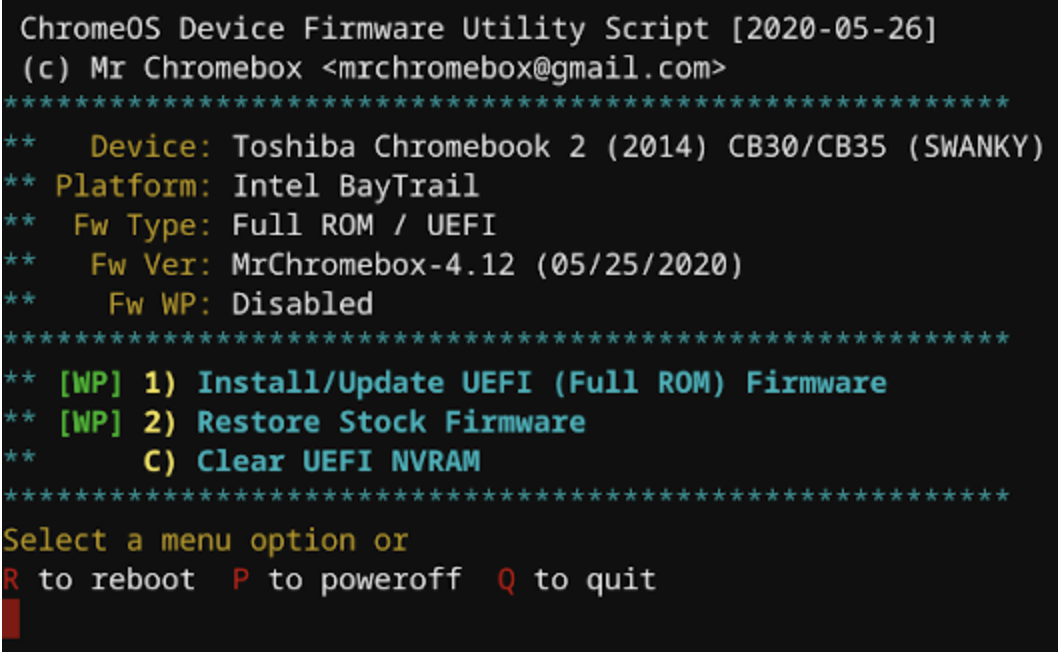 ChromeOS Device Firmware Utility Script [2020-05-26]
(c) Mr Chromebox <mrchromebox@gmail.com>
*********************************************************
** Device: Toshiba Chromebook 2 (2014) CB30/CB35 (SWANKY)
** Platform: Intel BayTrail
** Fw Type: Full ROM / UEFI
** Fw Ver: MrChromebox-4.12 (05/25/2020)
** Fw WP: Disabled
*********************************************************
** [WP] 1) Install/Update UEFI (Full ROM) Firmware
** [WP] 2) Restore Stock Firmware
** C) Clear UEFI NVRAM
*********************************************************
Select a menu option or
R to reboot P to poweroff Q to quit